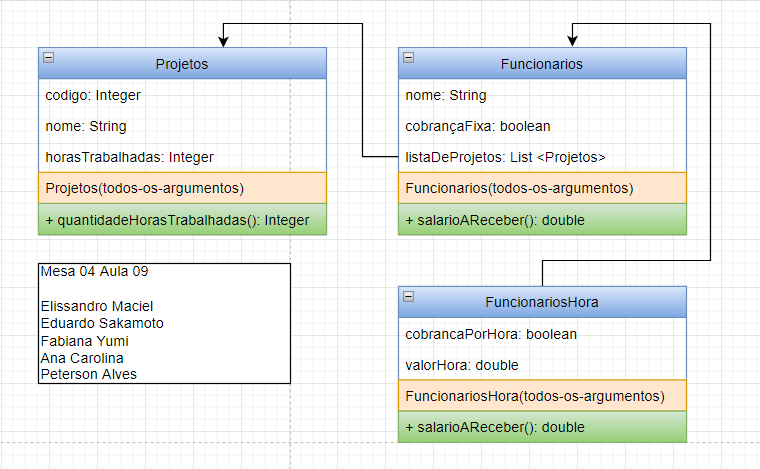 Projetos
codigo: Integer
nome: String
horasTrabalhadas: Integer
Projetos(todos-os-argumentos)
+ quantidadeHorasTrabalhadas(): Integer
Funcionarios
nome: String
cobrançaFixa: boolean
listaDeProjetos: List <Projetos>
Funcionarios(todos-os-argumentos)
+ salarioAReceber(): double
Mesa 04 Aula 09
Elissandro Maciel
Eduardo Sakamoto
Fabiana Yumi
Ana Carolina
Peterson Alves
FuncionariosHora
cobrancaPorHora: boolean
valorHora: double
FuncionariosHora(todos-os-argumentos)
+ salarioAReceber(): double